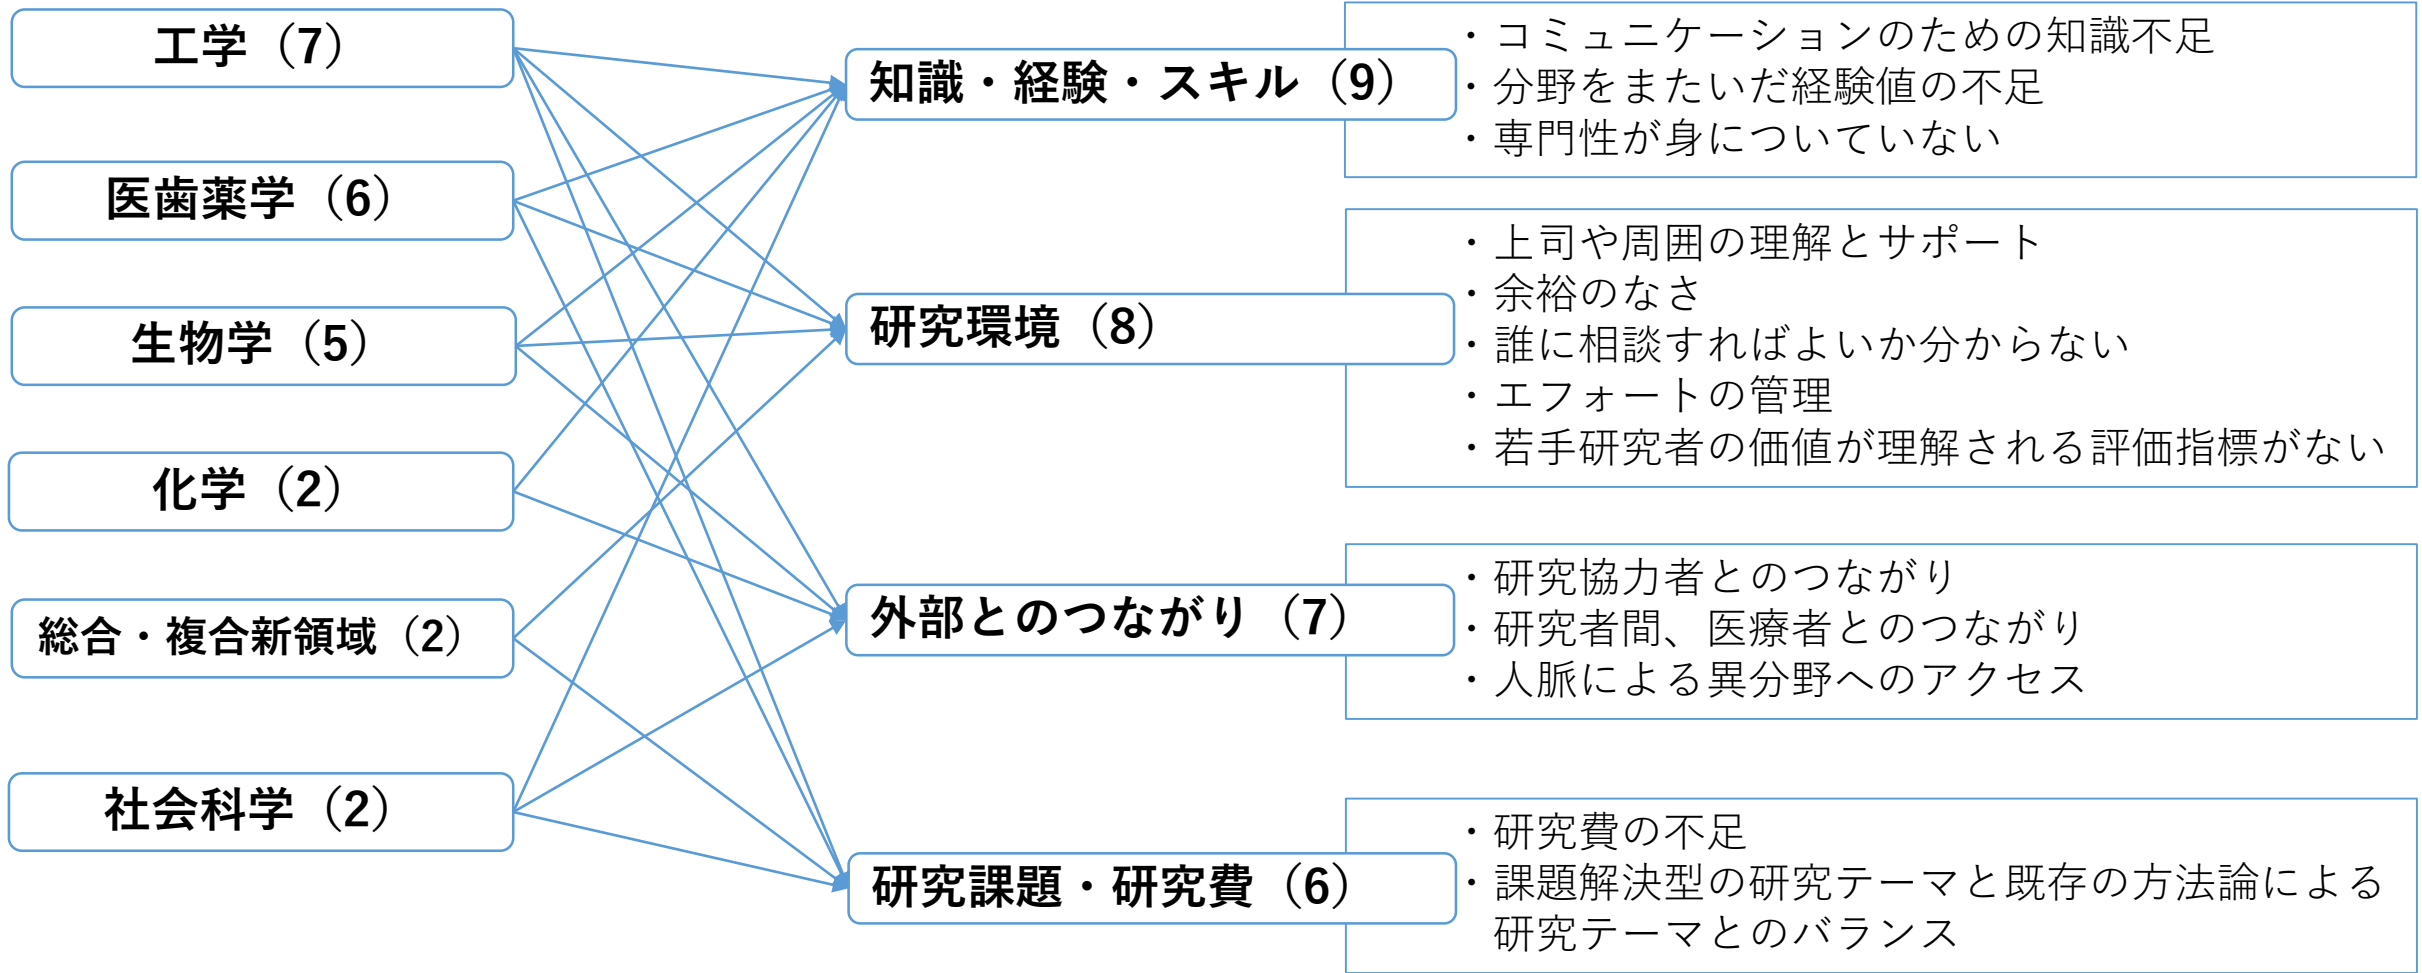 工学（7）
医歯薬学（6）
生物学（5）
化学（2）
総合・複合新領域（2）
社会科学（2）
知識・経験・スキル（9）
・コミュニケーションのための知識不足
・分野をまたいだ経験値の不足
・専門性が身についていない
研究環境（8）
・上司や周囲の理解とサポート
・余裕のなさ
・誰に相談すればよいか分からない
・エフォートの管理
・若手研究者の価値が理解される評価指標がない
外部とのつながり（7）
・研究協力者とのつながり
・研究者間、医療者とのつながり
・人脈による異分野へのアクセス
研究課題・研究費（6）
・研究費の不足
・課題解決型の研究テーマと既存の方法論による
研究テーマとのバランス